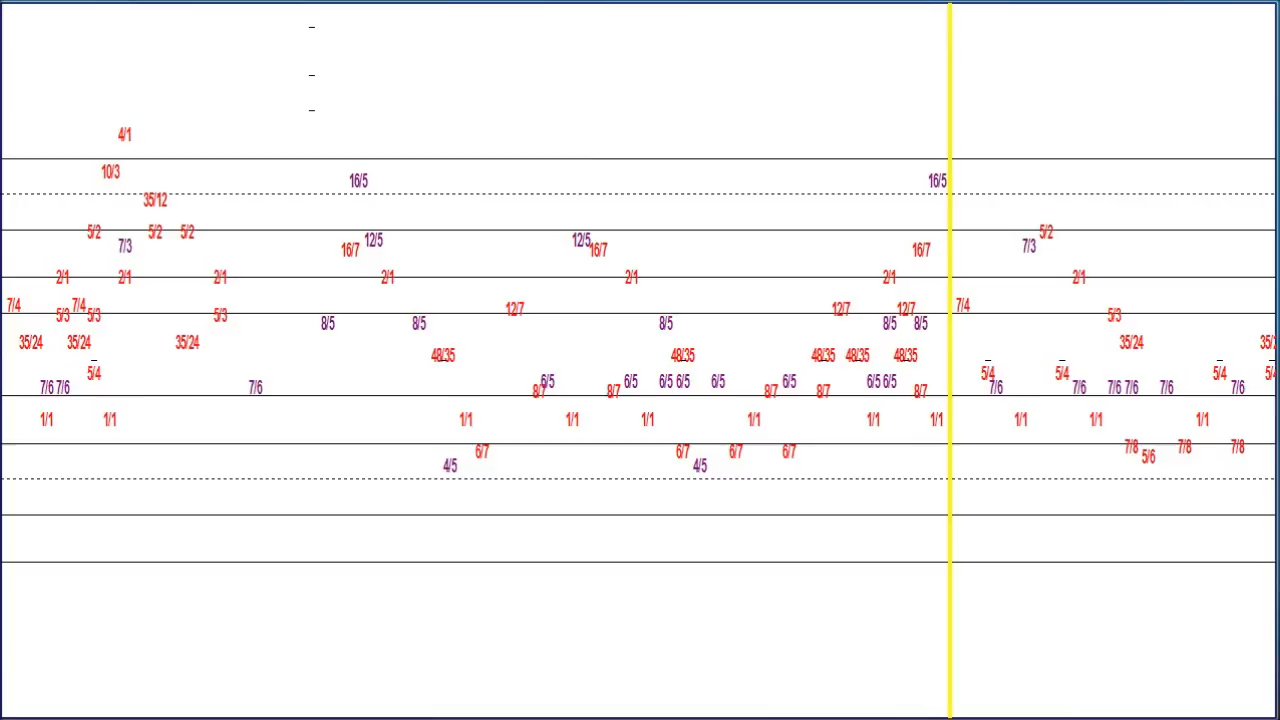 4/1
10/3
16/5 16/5
35/12
5/2 5/2 5/2 5/2
12/5 12/5
7/3 7/3
16/7 16/7 16/7
2/1 2/1 2/1 2/1 2/1 2/1 2/1
7/4 7/4 7/4
12/7 12/7 12/7
5/3 5/3 5/3 5/3
8/5 8/5 8/5 8/5 8/5
35/24 35/24 35/24 35/24
48/35 48/35 48/35 48/35 48/35
5/4 5/4 5/4 5/4
6/5 6/5 6/5 6/5 6/5 6/5 6/5 6/5
7/6 7/6 7/6 7/6 7/6 7/6 7/6 7/6 7/6
8/7 8/7 8/7 8/7 8/7
1/1 1/1 1/1 1/1 1/1 1/1 1/1 1/1 1/1 1/1 1/1
7/8 7/8 7/8
6/7 6/7 6/7 6/7
5/6
4/5 4/5